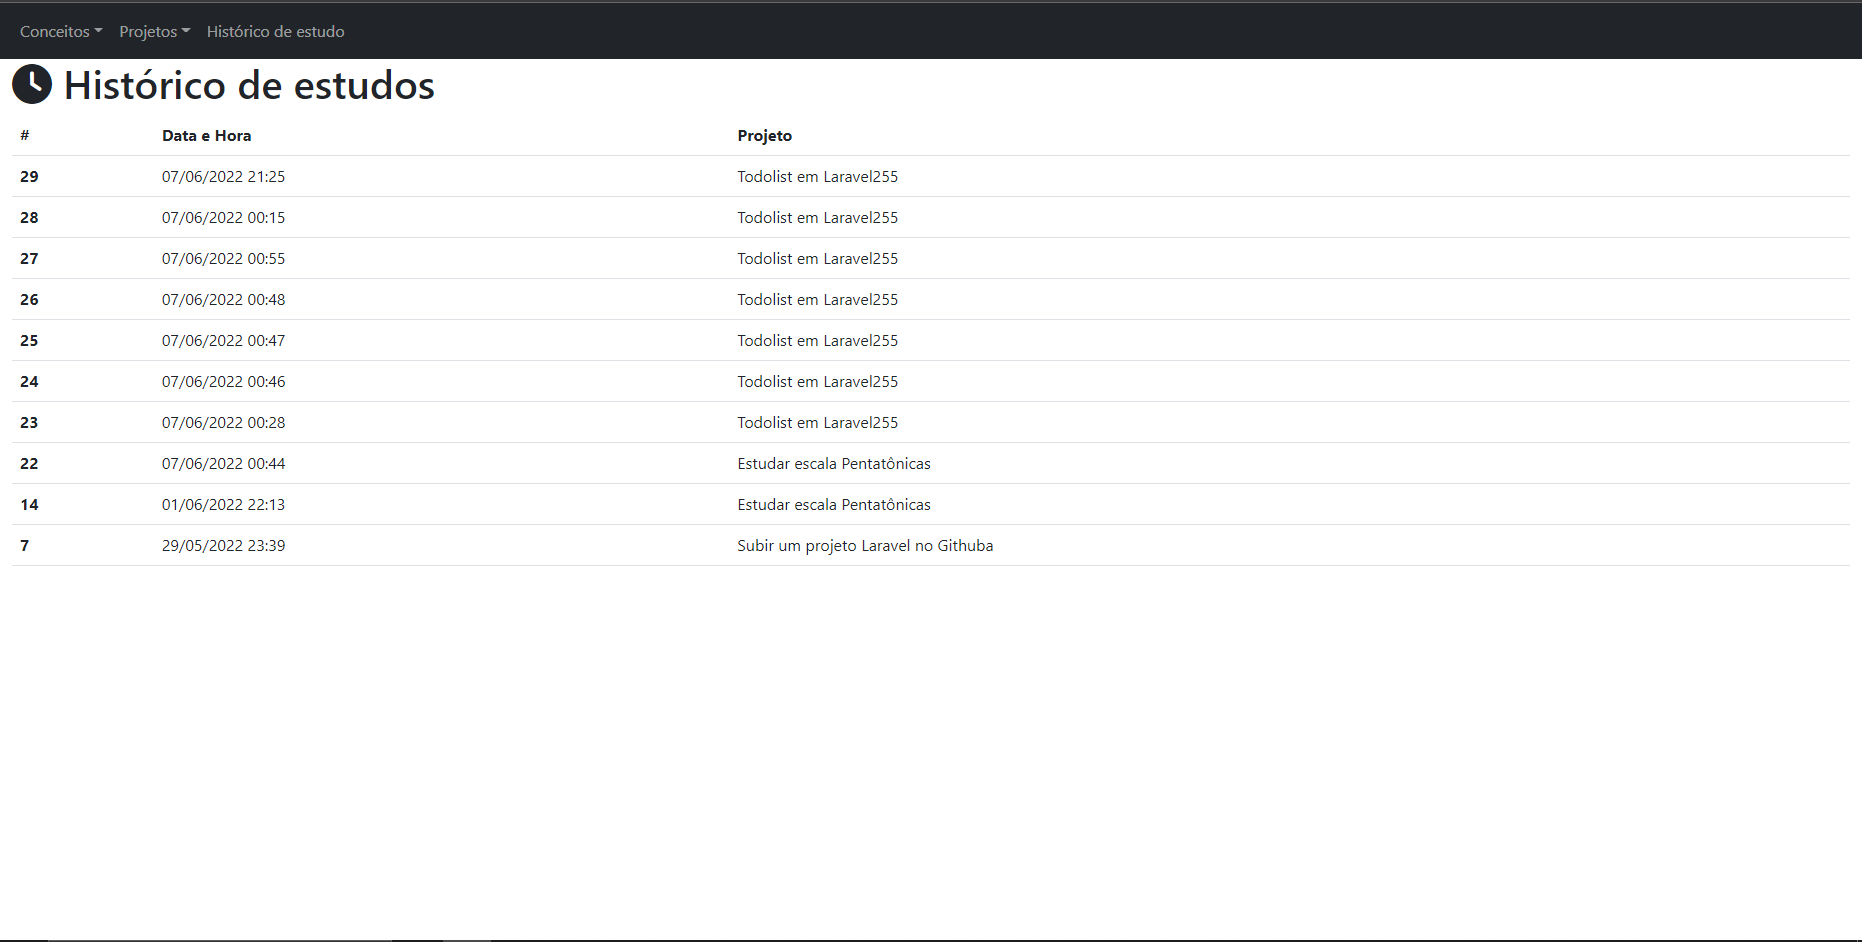 Conceitos Projetos Histórico de estudo
Histórico de estudos
# Data e Hora Projeto
29 07/06/2022 21:25 Todolist em Laravel255
28 07/06/2022 00:15 Todolist em Laravel255
27 07/06/2022 00:55 Todolist em Laravel255
26 07/06/2022 00:48 Todolist em Laravel255
25 07/06/2022 00:47 Todolist em Laravel255
24 07/06/2022 00:46 Todolist em Laravel255
23 07/06/2022 00:28 Todolist em Laravel255
22 07/06/2022 00:44 Estudar escala Pentatônicas
14 01/06/2022 22:13 Estudar escala Pentatônicas
7 29/05/2022 23:39 Subir um projeto Laravel no Githuba